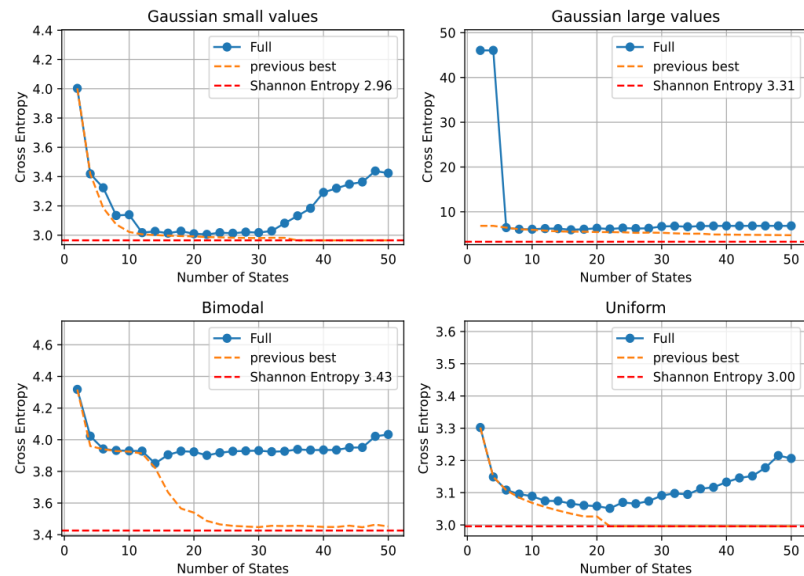 Gaussian small values
4.4
4.2
4.0
3.8
3.6
3.4
3.2
3.0
Cross Entropy
Full
previous best
Shannon Entropy 2.96
0 10 20 30 40 50
Number of States
Gaussian large values
50
40
30
20
10
Cross Entropy
Full
previous best
Shannon Entropy 3.31
0 10 20 30 40 50
Number of States
Bimodal
4.6
4.4
4.2
4.0
3.8
3.6
3.4
Cross Entropy
Full
previous best
Shannon Entropy 3.43
0 10 20 30 40 50
Number of States
Uniform
3.6
3.5
3.4
3.3
3.2
3.1
3.0
Cross Entropy
Full
previous best
Shannon Entropy 3.00
0 10 20 30 40 50
Number of States